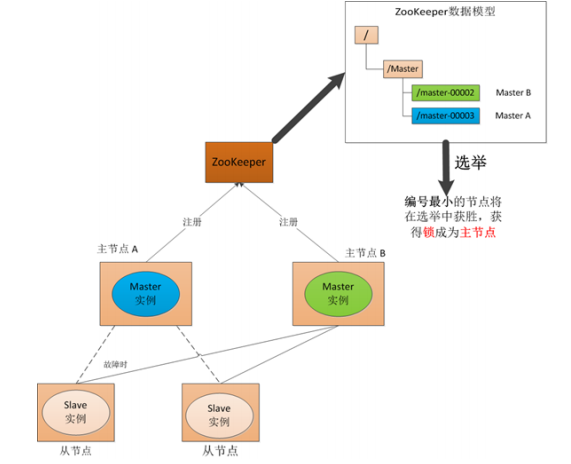 ZooKeeper数据模型
/
/Master
/master-00002 Master B
/master-00003 Master A
选举
编号最小的节点将
在选举中获胜，获
得锁成为主节点
ZooKeeper
注册 注册
主节点 A 主节点 B
Master
实例
Master
实例
故障时
Slave
实例
Slave
实例
从节点 从节点